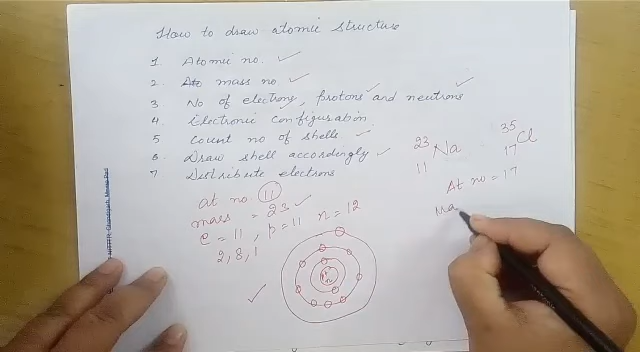 How to draw atomic structure
1. Atomic no.
2. mass no
3 No of electrons, protons and neutrons
4 Electronic configuration
5 Count no of shells
6. Draw shell accordingly
7 Distribute electrons
23
11 Na
35
17 Cl
at no 11
mass = 23
e = 11, p = 11 n = 12
2, 8, 1
At no = 17
Ma